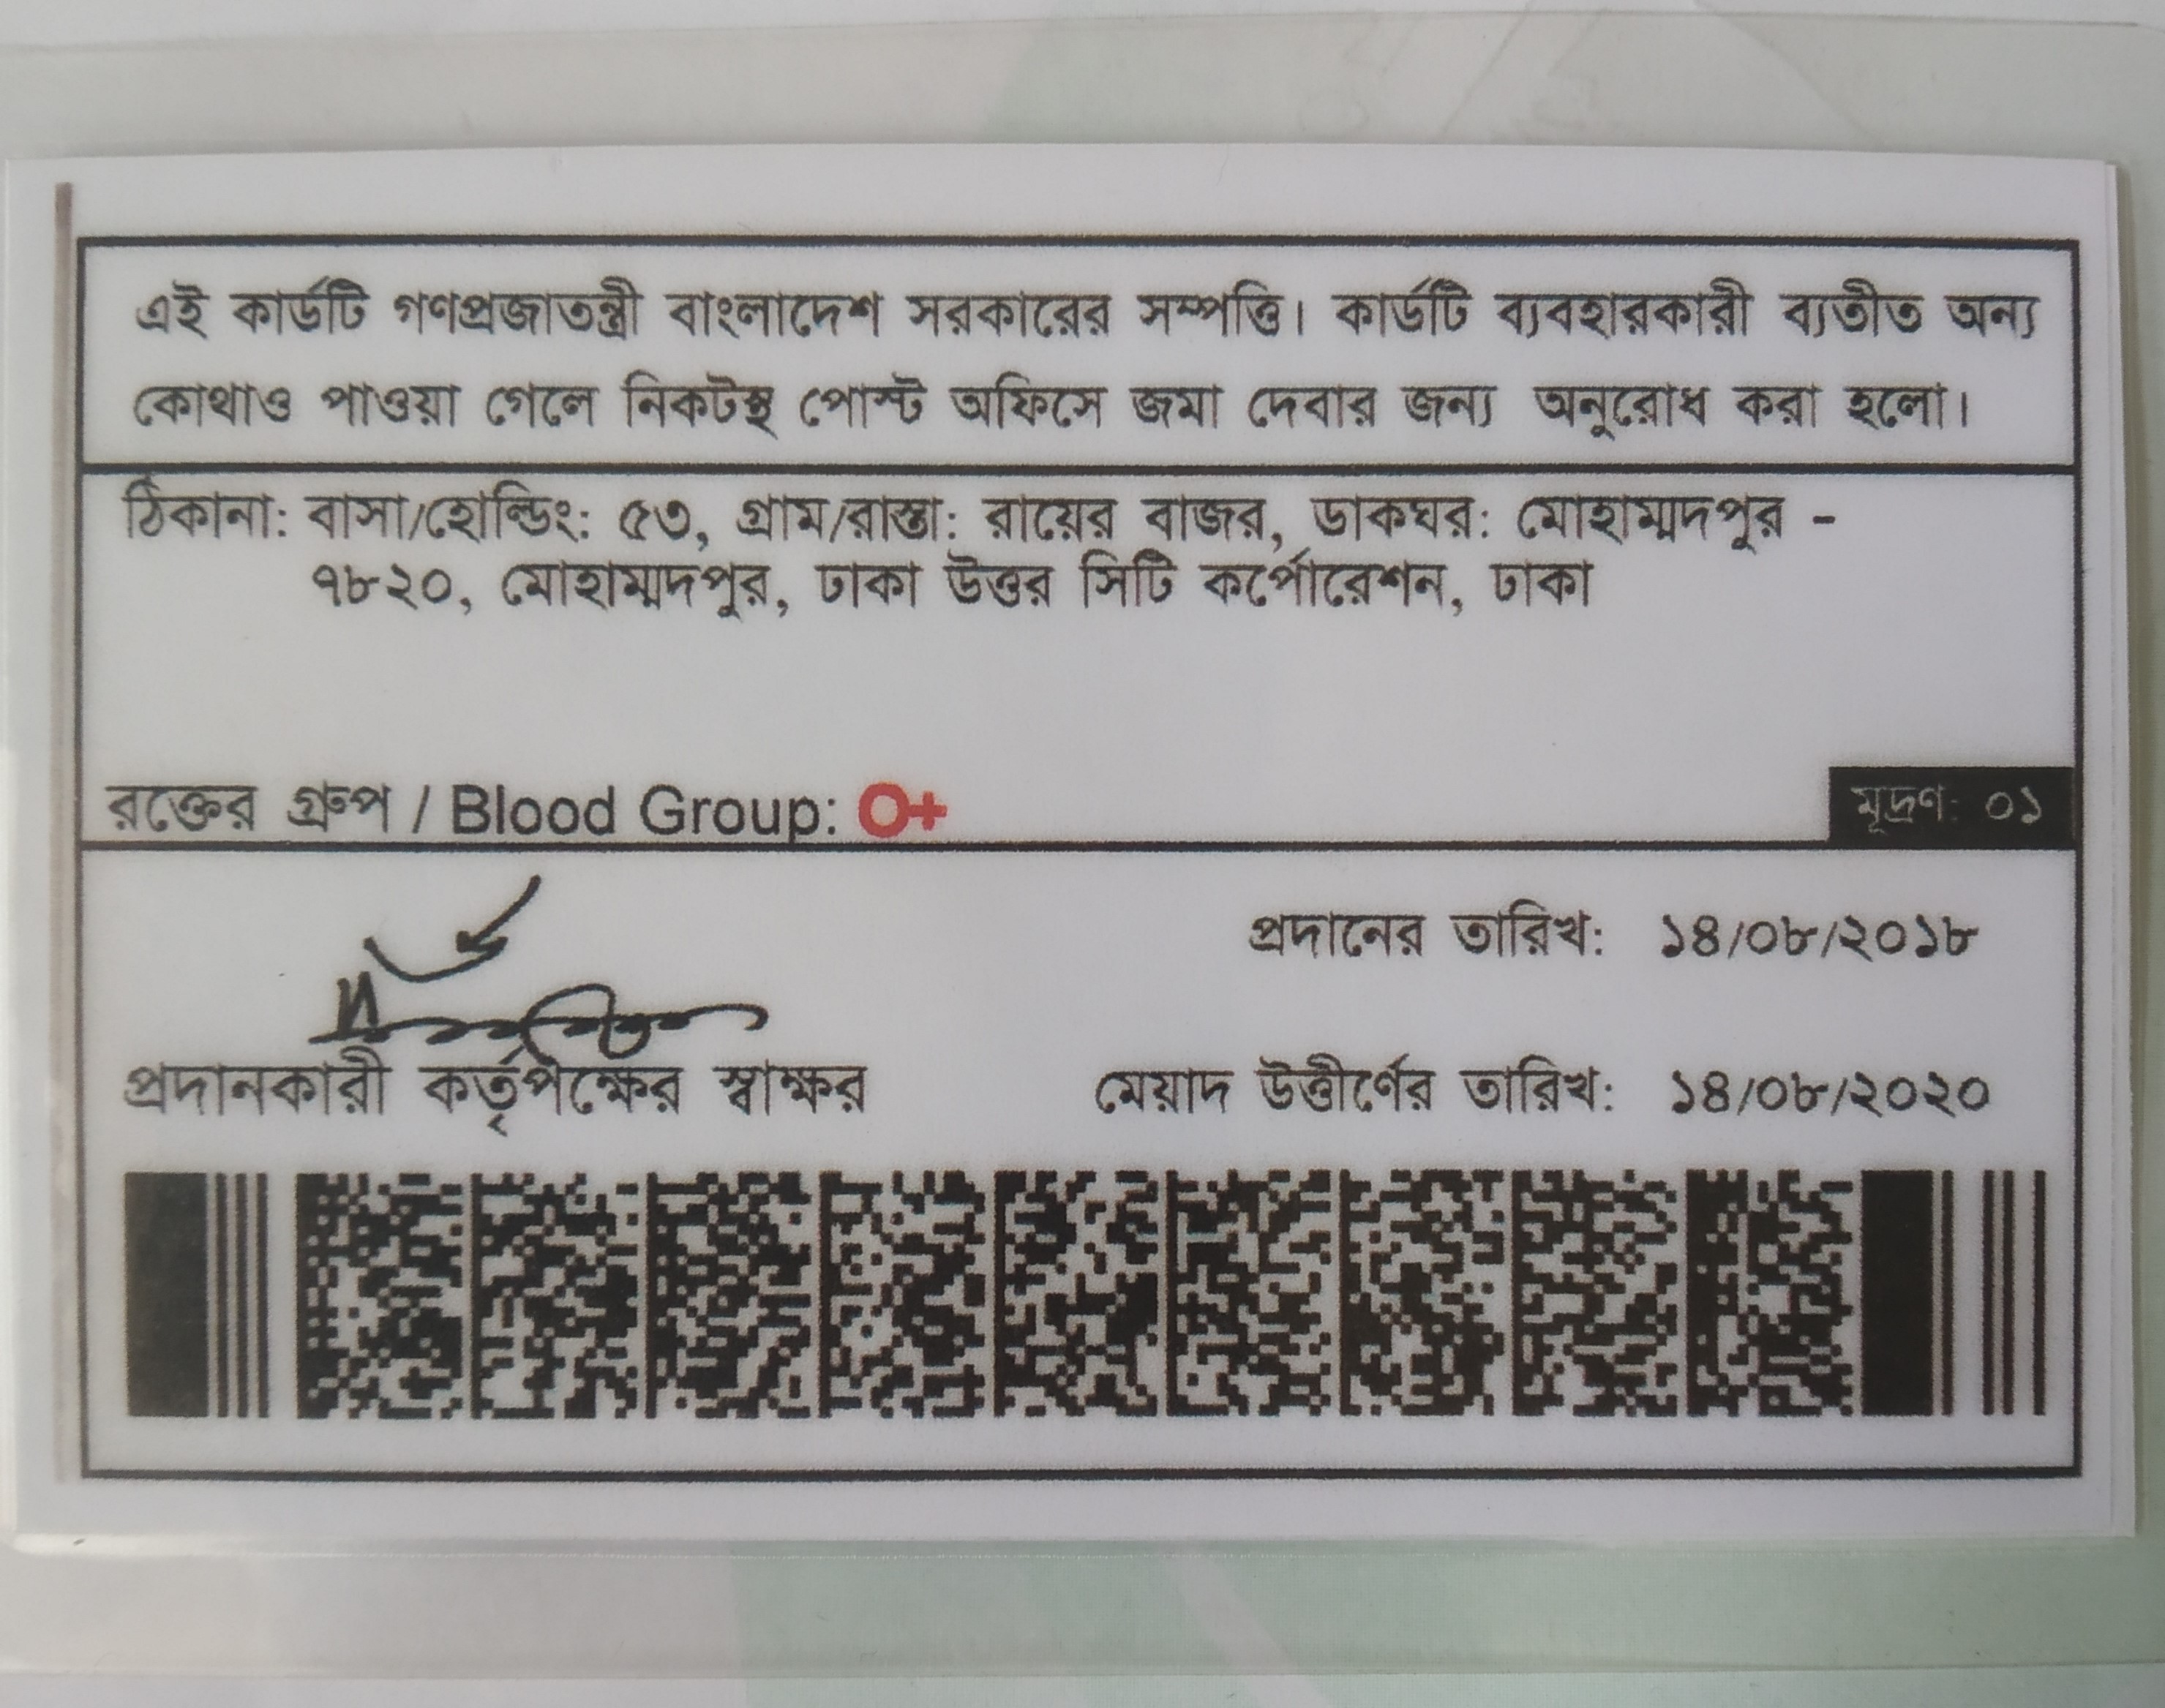 এই কার্ডটি গণপ্রজাতন্ত্রী বাংলাদেশ সরকারের সম্পত্তি। কার্ডটি ব্যবহারকারী ব্যতীত অন্য
কোথাও পাওয়া গেলে নিকটস্থ পোস্ট অফিসে জমা দেবার জন্য অনুরোধ করা হলো।
ঠিকানা: বাসা/হোল্ডিং: ৫৩, গ্রাম/রাস্তা: রায়ের বাজর, ডাকঘর: মোহাম্মদপুর -
৭৮২০, মোহাম্মদপুর, ঢাকা উত্তর সিটি কর্পোরেশন, ঢাকা
রক্তের গ্রুপ / Blood Group: O+
মূদ্রণ: ০১
প্রদানের তারিখ: ১৪/০৮/২০১৮
প্রদানকারী কর্তৃপক্ষের স্বাক্ষর
মেয়াদ উত্তীর্ণের তারিখ: ১৪/০৮/২০২০